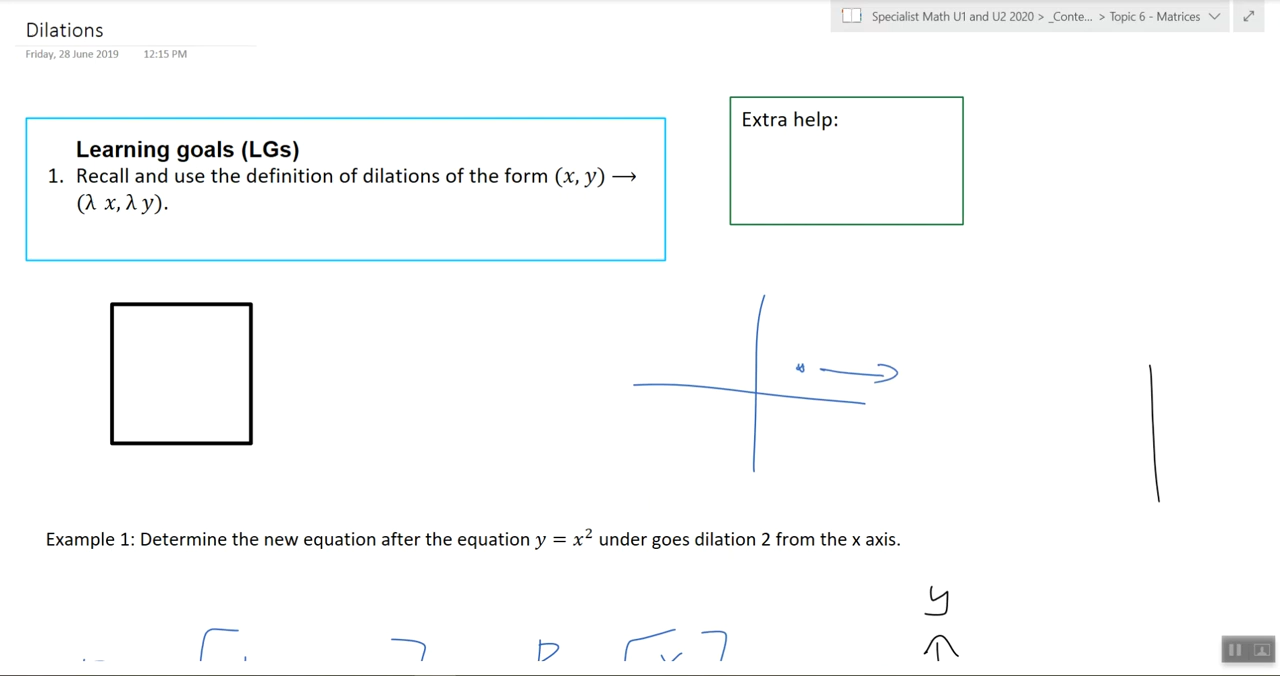 Dilations
Specialist Math U1 and U2 2020 > _Conte... > Topic 6 - Matrices
Friday, 28 June 2019 12:15 PM
Learning goals (LGs)
1. Recall and use the definition of dilations of the form (x, y) ⟶
(λ x, λ y).
Extra help:
Example 1: Determine the new equation after the equation y = x² under goes dilation 2 from the x axis.
y